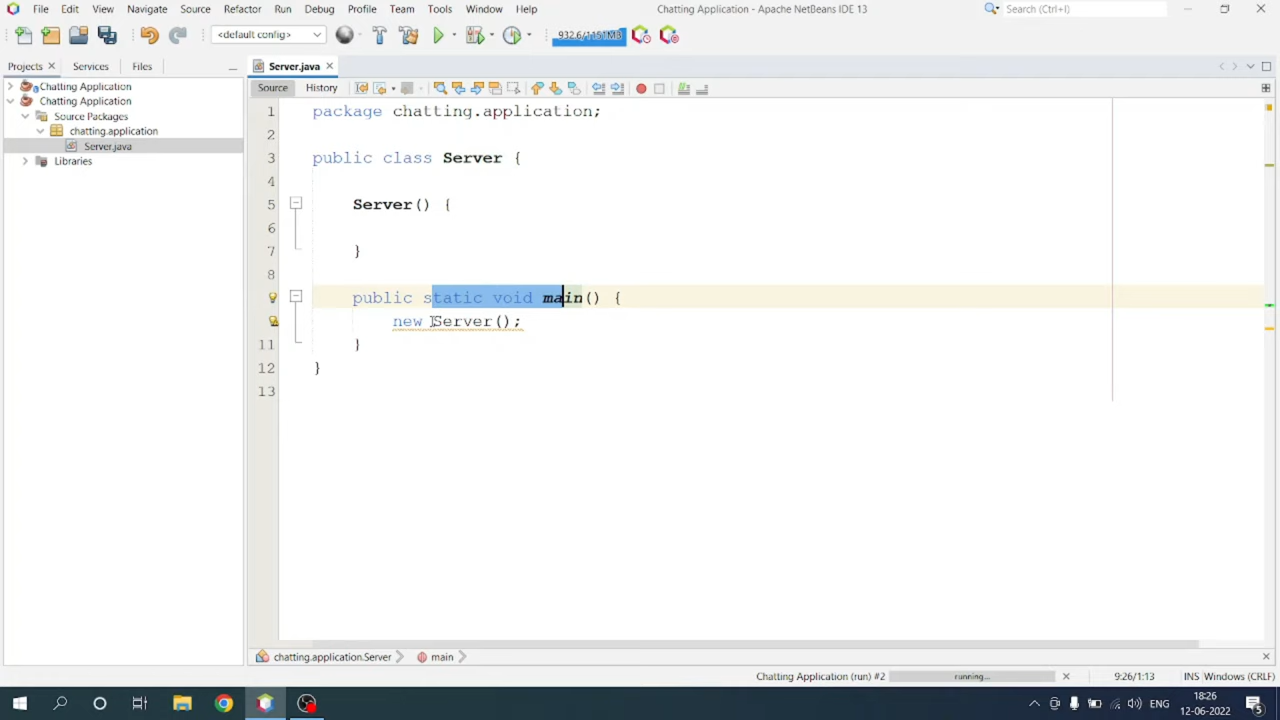 File Edit View Navigate Source Refactor Run Debug Profile Team Tools Window Help
Chatting Application - Apache NetBeans IDE 13
Search (Ctrl+I)
<default config>
932.6/1151MB
Projects Services Files
Server.java
Source History
Chatting Application
Chatting Application
Source Packages
chatting.application
Server.java
Libraries
1 package chatting.application;
2
3 public class Server {
4
5 Server() {
6
7 }
8
public static void main() {
new Server();
11 }
12 }
13
chatting.application.Server main
Chatting Application (run) #2 running... 9:26/1:13 INS Windows (CRLF)
ENG
18:26
12-06-2022
5